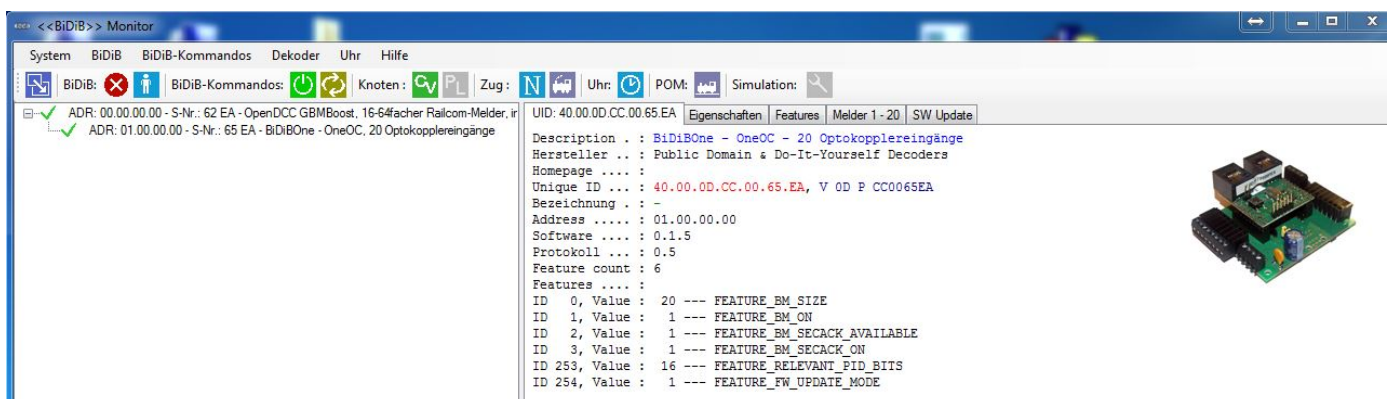 <<BiDiB>> Monitor
System BiDiB BiDiB-Kommandos Dekoder Uhr Hilfe
BiDiB: BiDiB-Kommandos: Knoten : CV PL Zug : N Uhr: POM: Simulation:
ADR: 00.00.00.00 - S-Nr.: 62 EA - OpenDCC GBMBoost, 16-64facher Railcom-Melder, ir
ADR: 01.00.00.00 - S-Nr.: 65 EA - BiDiBOne - OneOC, 20 Optokopplereingänge
UID: 40.00.0D.CC.00.65.EA Eigenschaften Features Melder 1 - 20 SW Update
Description . : BiDiBOne - OneOC - 20 Optokopplereingänge
Hersteller .. : Public Domain & Do-It-Yourself Decoders
Homepage .... :
Unique ID ... : 40.00.0D.CC.00.65.EA, V 0D P CC0065EA
Bezeichnung . : -
Address ..... : 01.00.00.00
Software .... : 0.1.5
Protokoll ... : 0.5
Feature count : 6
Features .... :
ID 0, Value : 20 --- FEATURE_BM_SIZE
ID 1, Value : 1 --- FEATURE_BM_ON
ID 2, Value : 1 --- FEATURE_BM_SECACK_AVAILABLE
ID 3, Value : 1 --- FEATURE_BM_SECACK_ON
ID 253, Value : 16 --- FEATURE_RELEVANT_PID_BITS
ID 254, Value : 1 --- FEATURE_FW_UPDATE_MODE